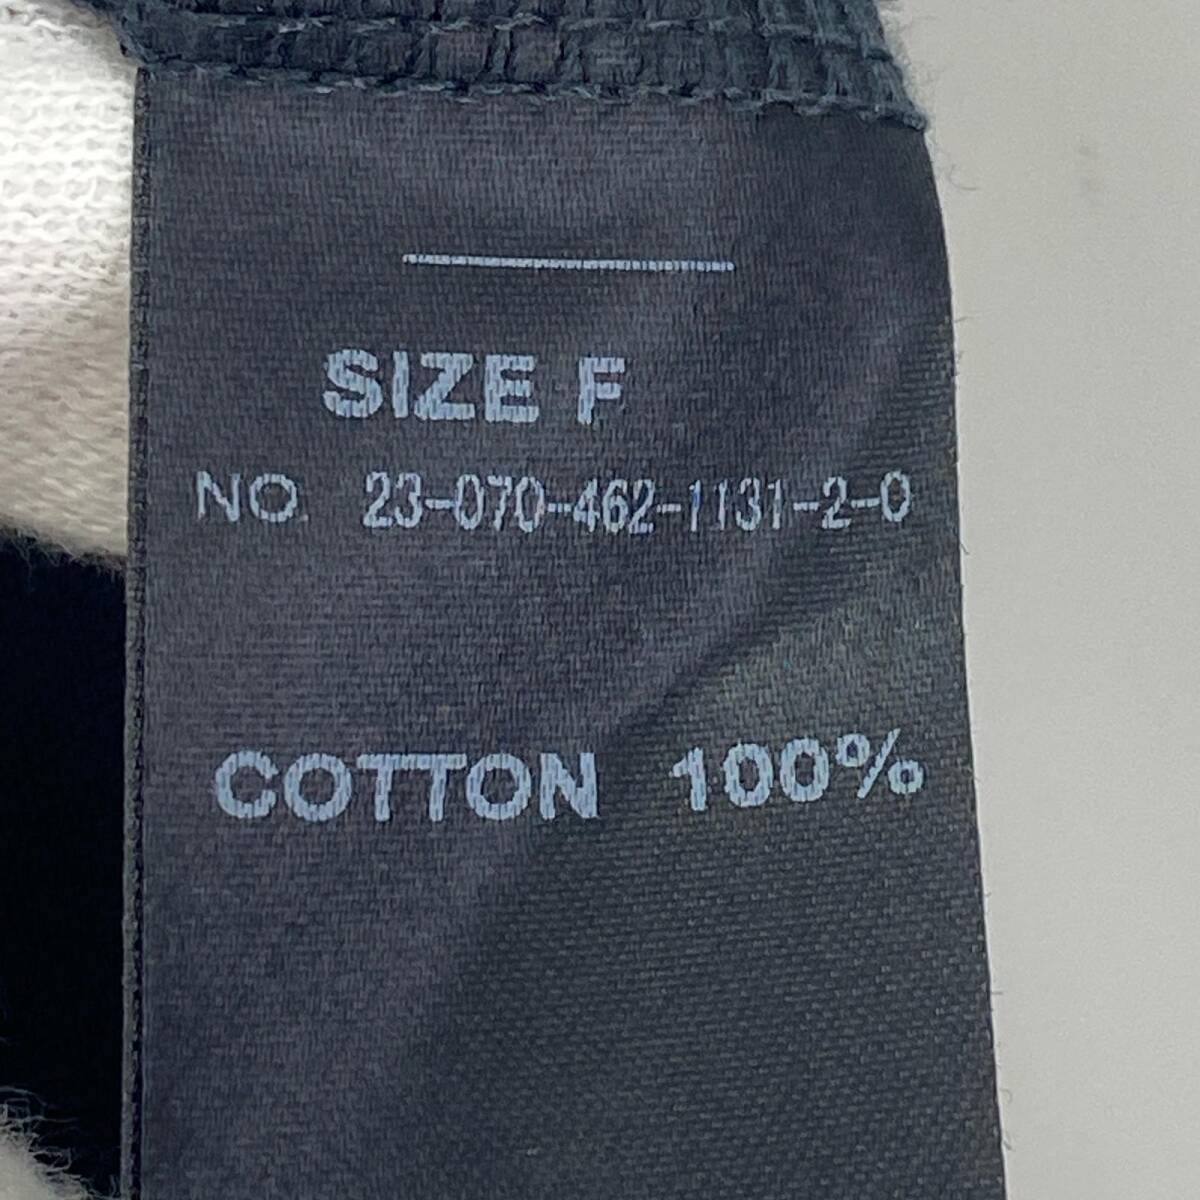 SIZE F
NO. 23-070-462-1131-2-0
COTTON 100%